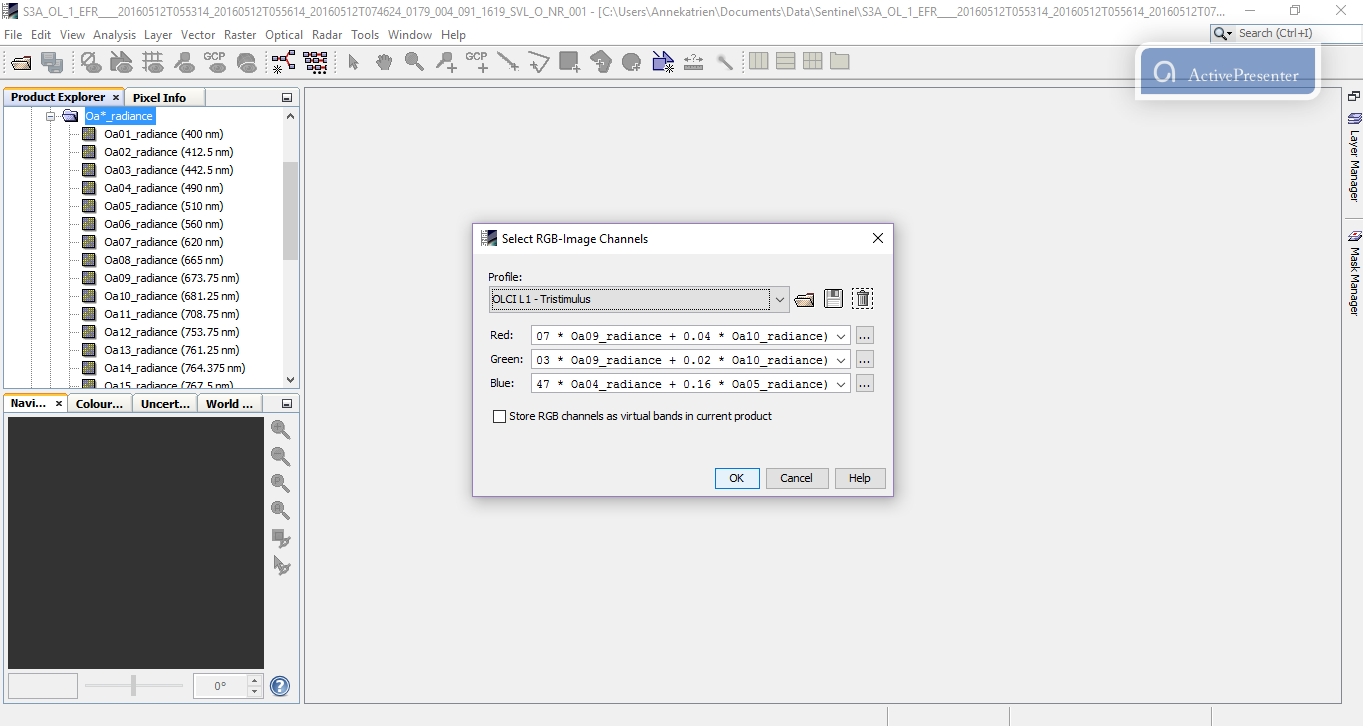 S3A_OL_1_EFR____20160512T055314_20160512T055614_20160512T074624_0179_004_091_1619_SVL_O_NR_001 - [C:\Users\Annekatrien\Documents\Data\Sentinel\S3A_OL_1_EFR____20160512T055314_20160512T055614_20160512T07...
File Edit View Analysis Layer Vector Raster Optical Radar Tools Window Help
Search (Ctrl+I)
GCP
GCP
ActivePresenter
Product Explorer
Pixel Info
Oa*_radiance
Oa01_radiance (400 nm)
Oa02_radiance (412.5 nm)
Oa03_radiance (442.5 nm)
Oa04_radiance (490 nm)
Oa05_radiance (510 nm)
Oa06_radiance (560 nm)
Oa07_radiance (620 nm)
Oa08_radiance (665 nm)
Oa09_radiance (673.75 nm)
Oa10_radiance (681.25 nm)
Oa11_radiance (708.75 nm)
Oa12_radiance (753.75 nm)
Oa13_radiance (761.25 nm)
Oa14_radiance (764.375 nm)
Oa15_radiance (767.5 nm)
Navi...
Colour...
Uncert...
World ...
0°
Select RGB-Image Channels
Profile:
OLCI L1 - Tristimulus
Red: 07 * Oa09_radiance + 0.04 * Oa10_radiance) ...
Green: 03 * Oa09_radiance + 0.02 * Oa10_radiance) ...
Blue: 47 * Oa04_radiance + 0.16 * Oa05_radiance) ...
Store RGB channels as virtual bands in current product
OK Cancel Help
Layer Manager
Mask Manager